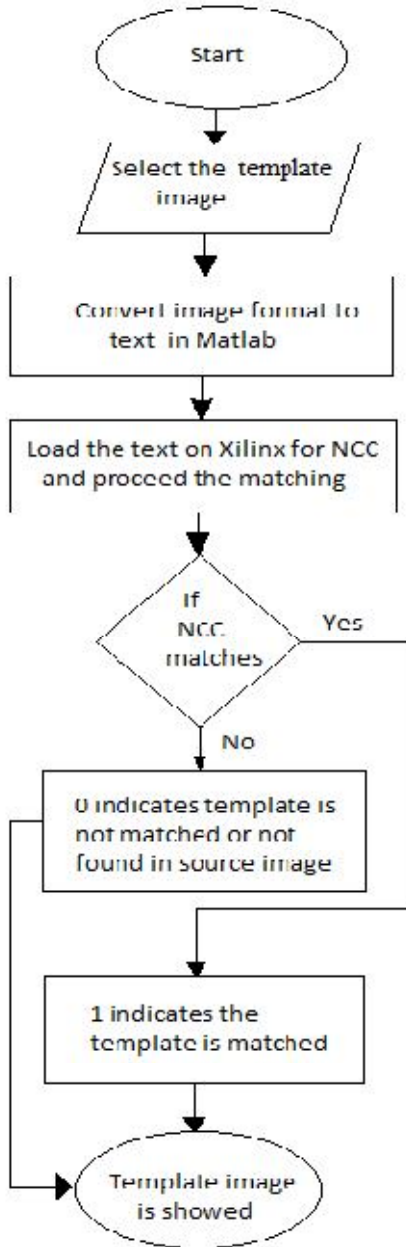 Start
Select the template
image
Convert image format to
text in Matlab
Load the text on Xilinx for NCC
and proceed the matching
If
NCC
matches
Yes
No
0 indicates template is
not matched or not
found in source image
1 indicates the
template is matched
Template image
is showed